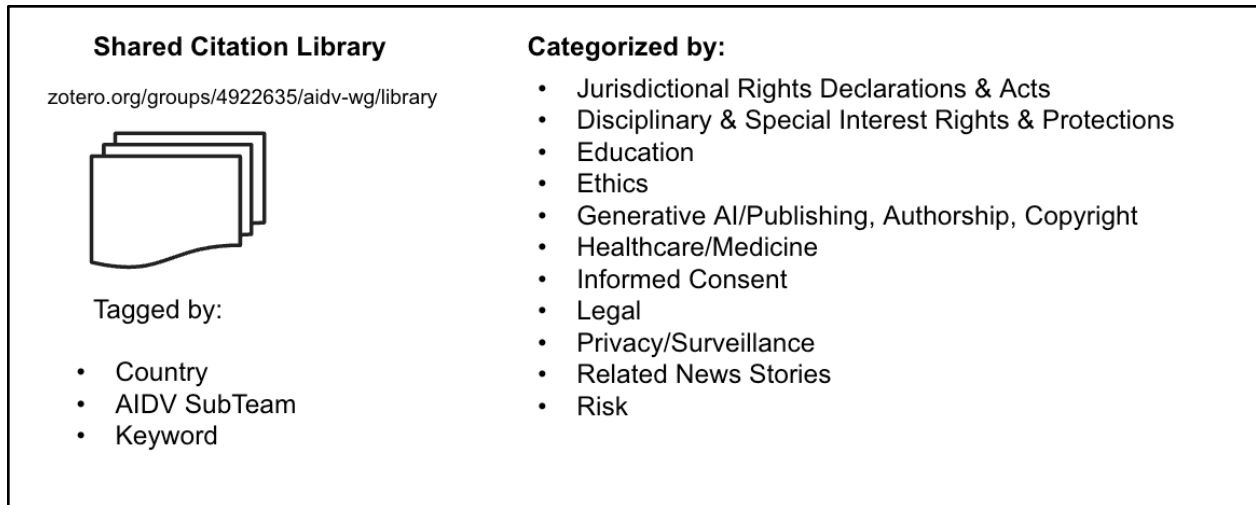 Shared Citation Library
zotero.org/groups/4922635/aidv-wg/library
Tagged by:
• Country
• AIDV SubTeam
• Keyword
Categorized by:
• Jurisdictional Rights Declarations & Acts
• Disciplinary & Special Interest Rights & Protections
• Education
• Ethics
• Generative AI/Publishing, Authorship, Copyright
• Healthcare/Medicine
• Informed Consent
• Legal
• Privacy/Surveillance
• Related News Stories
• Risk